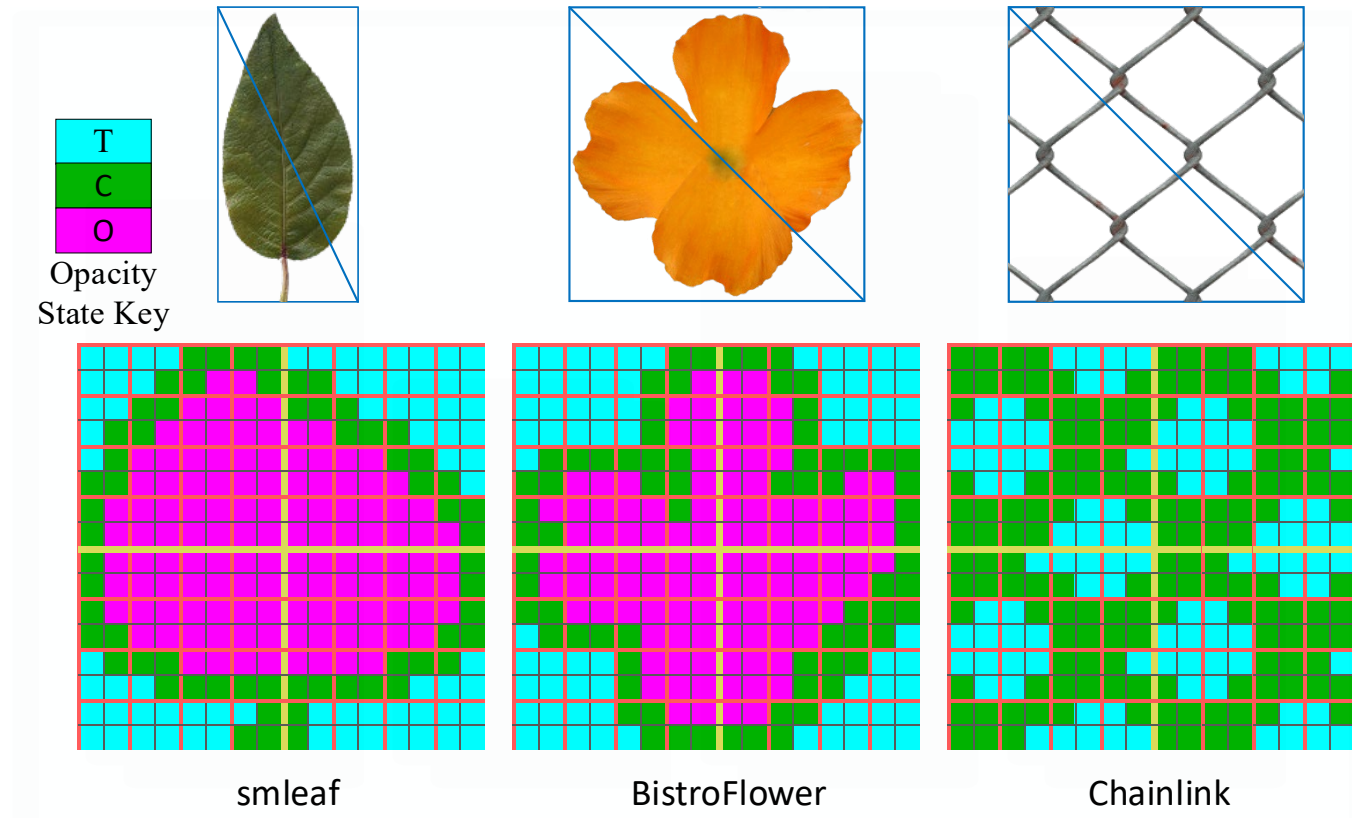 T
C
O
Opacity
State Key
smleaf
BistroFlower
Chainlink